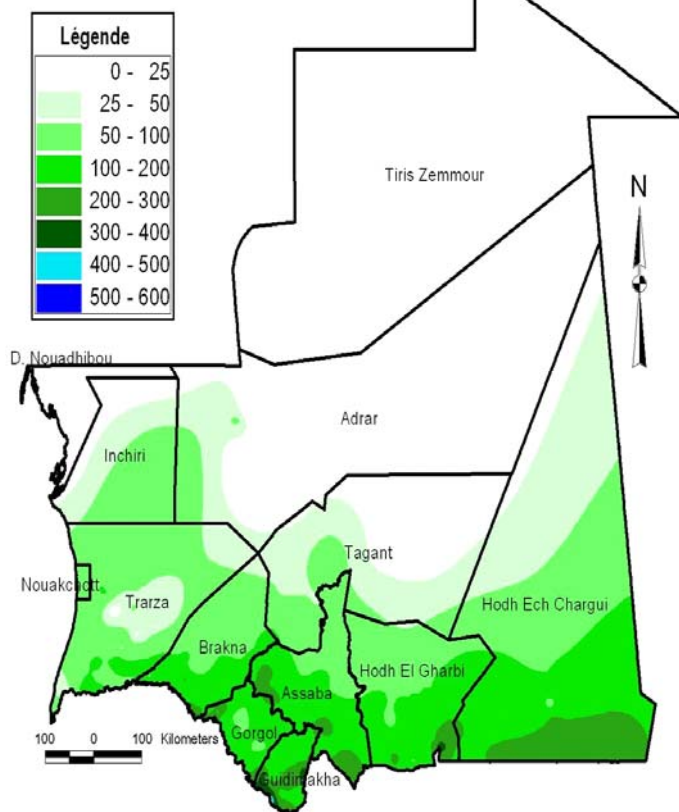 Légende
0 - 25
25 - 50
50 - 100
100 - 200
200 - 300
300 - 400
400 - 500
500 - 600
Tiris Zemmour
N
D. Nouadhibou
Adrar
Inchiri
Tagant
Nouakchott
Trarza
Hodh Ech Chargui
Brakna
Hodh El Gharbi
Assaba
Gorgol
100 0 100 Kilometers
Guidimakha